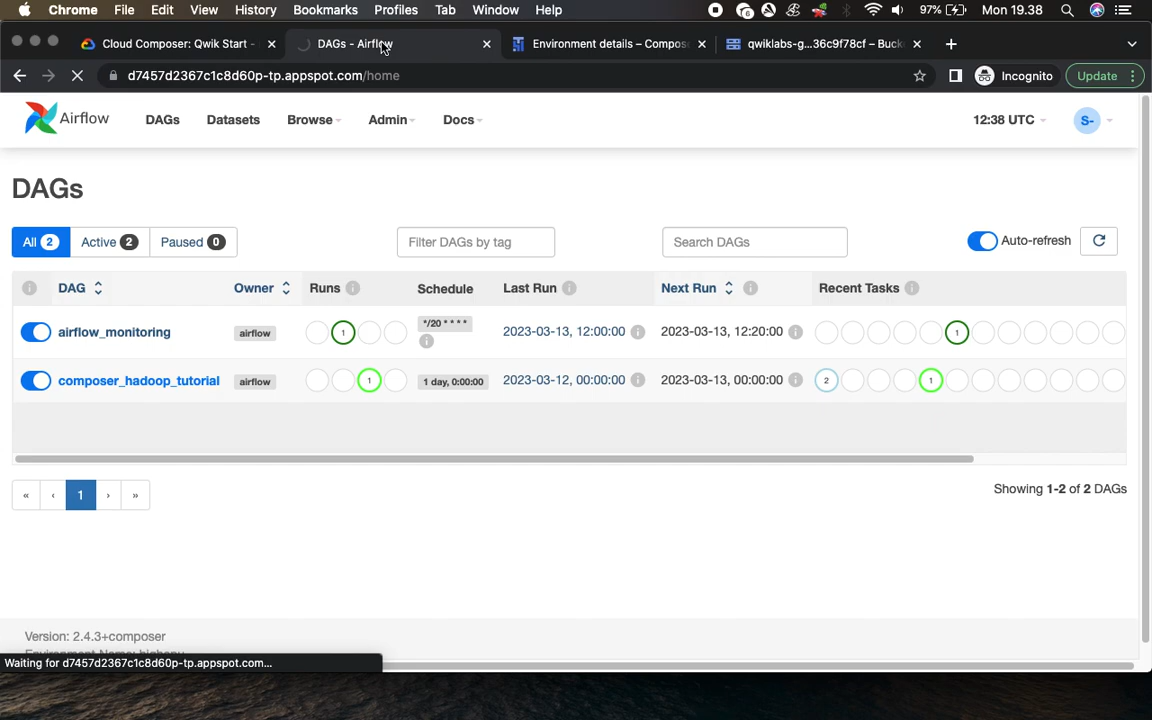 Chrome File Edit View History Bookmarks Profiles Tab Window Help 6 97% Mon 19.38
Cloud Composer: Qwik Start - DAGs - Airflow Environment details – Compos qwiklabs-g...36c9f78cf – Buck
d7457d2367c1c8d60p-tp.appspot.com/home Incognito Update
Airflow DAGs Datasets Browse Admin Docs 12:38 UTC S-
DAGs
All 2 Active 2 Paused 0 Filter DAGs by tag Search DAGs Auto-refresh
DAG Owner Runs Schedule Last Run Next Run Recent Tasks
airflow_monitoring airflow 1 */20 * * * * 2023-03-13, 12:00:00 2023-03-13, 12:20:00 1
composer_hadoop_tutorial airflow 1 1 day, 0:00:00 2023-03-12, 00:00:00 2023-03-13, 00:00:00 2 1
« ‹ 1 › » Showing 1-2 of 2 DAGs
Version: 2.4.3+composer
Waiting for d7457d2367c1c8d60p-tp.appspot.com...